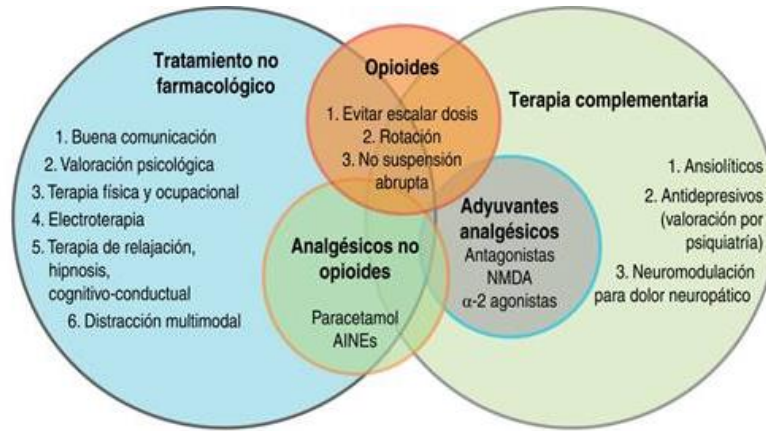 Tratamiento no
farmacológico
1. Buena comunicación
2. Valoración psicológica
3. Terapia física y ocupacional
4. Electroterapia
5. Terapia de relajación,
hipnosis,
cognitivo-conductual
6. Distracción multimodal
Opioides
1. Evitar escalar dosis
2. Rotación
3. No suspensión
abrupta
Analgésicos no
opioides
Paracetamol
AINEs
Adyuvantes
analgésicos
Antagonistas
NMDA
α-2 agonistas
Terapia complementaria
1. Ansiolíticos
2. Antidepresivos
(valoración por
psiquiatría)
3. Neuromodulación
para dolor neuropático